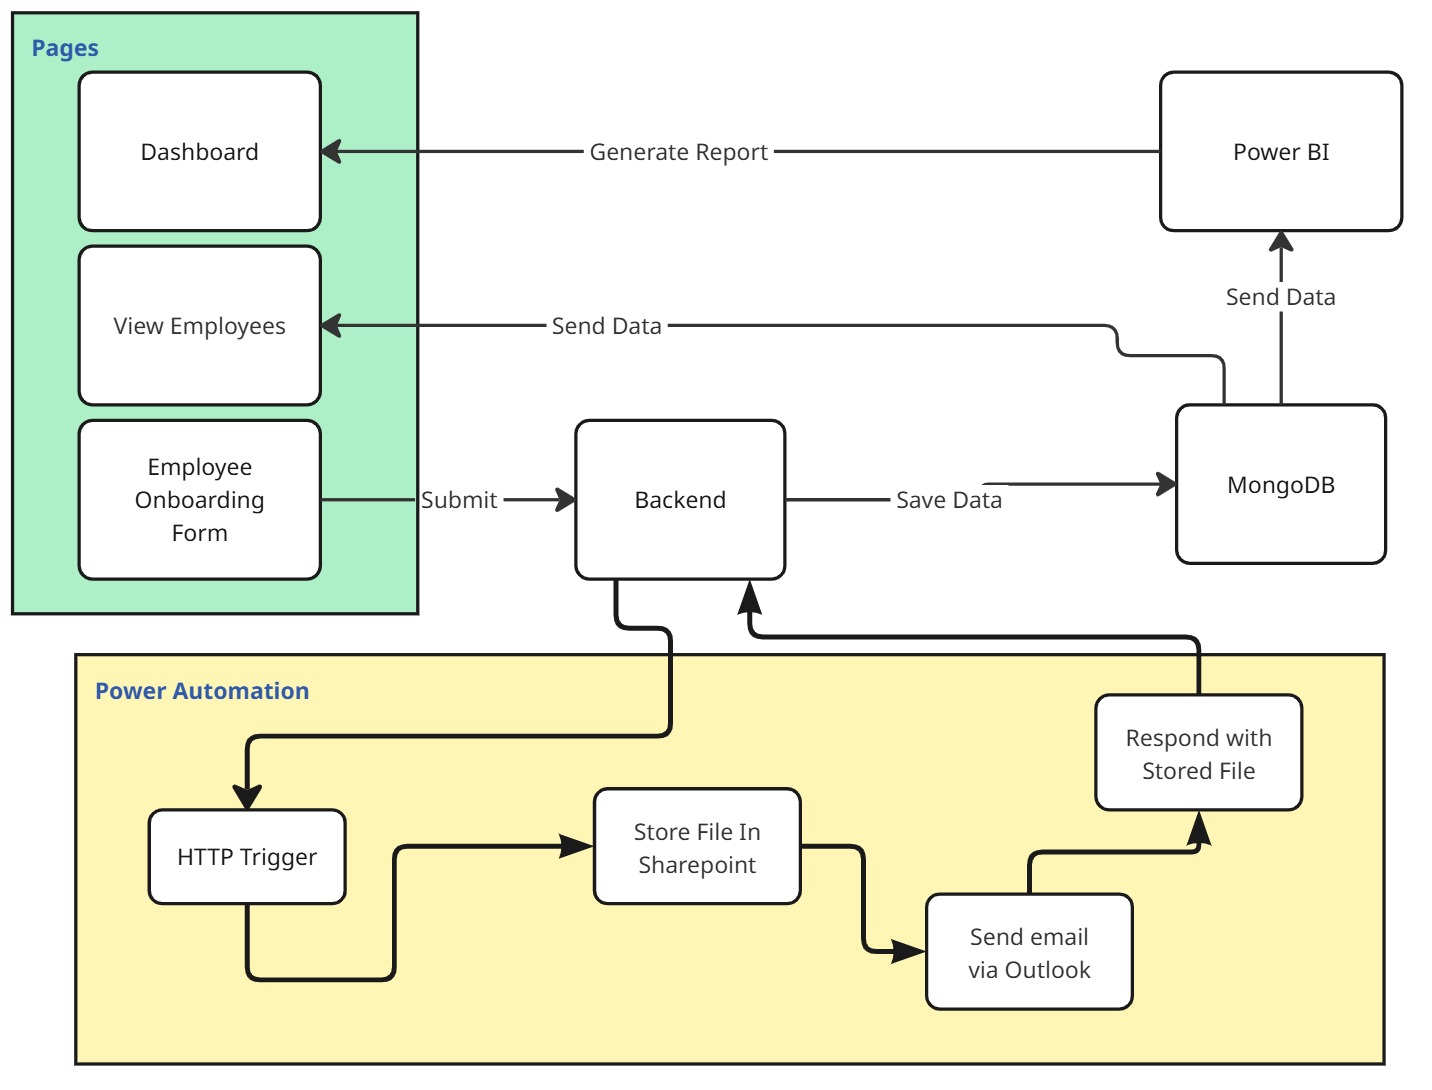 Pages
Dashboard
Generate Report
Power BI
View Employees
Send Data
Send Data
Employee
Onboarding
Form
Submit
Backend
Save Data
MongoDB
Power Automation
HTTP Trigger
Store File In
Sharepoint
Send email
via Outlook
Respond with
Stored File